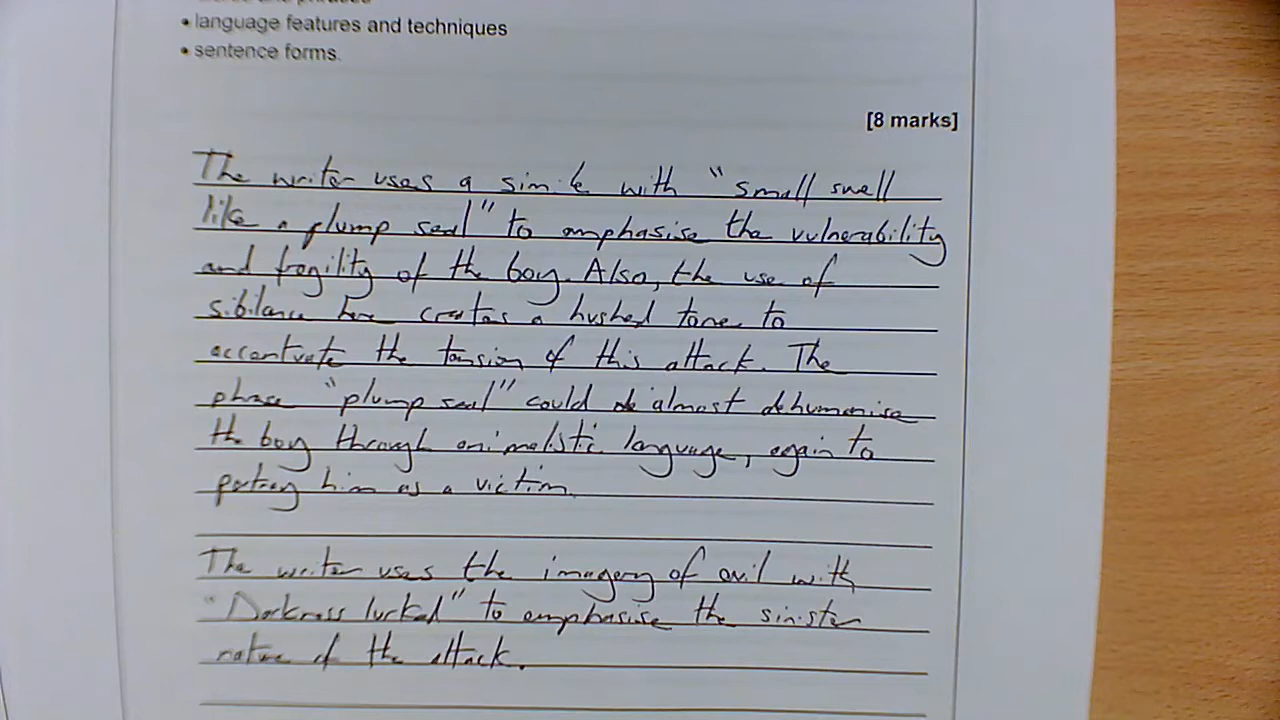 • language features and techniques
• sentence forms.
[8 marks]
The writer uses a simile with "small swell
like a plump seal" to emphasise the vulnerability
and fragility of the boy. Also, the use of
sibilance here creates a hushed tone to
accentuate the tension of this attack. The
phrase "plump seal" could almost dehumanise
the boy through animalistic language, again to
portray him as a victim.
The writer uses the imagery of evil with
"Darkness lurked" to emphasise the sinister
nature of the attack.